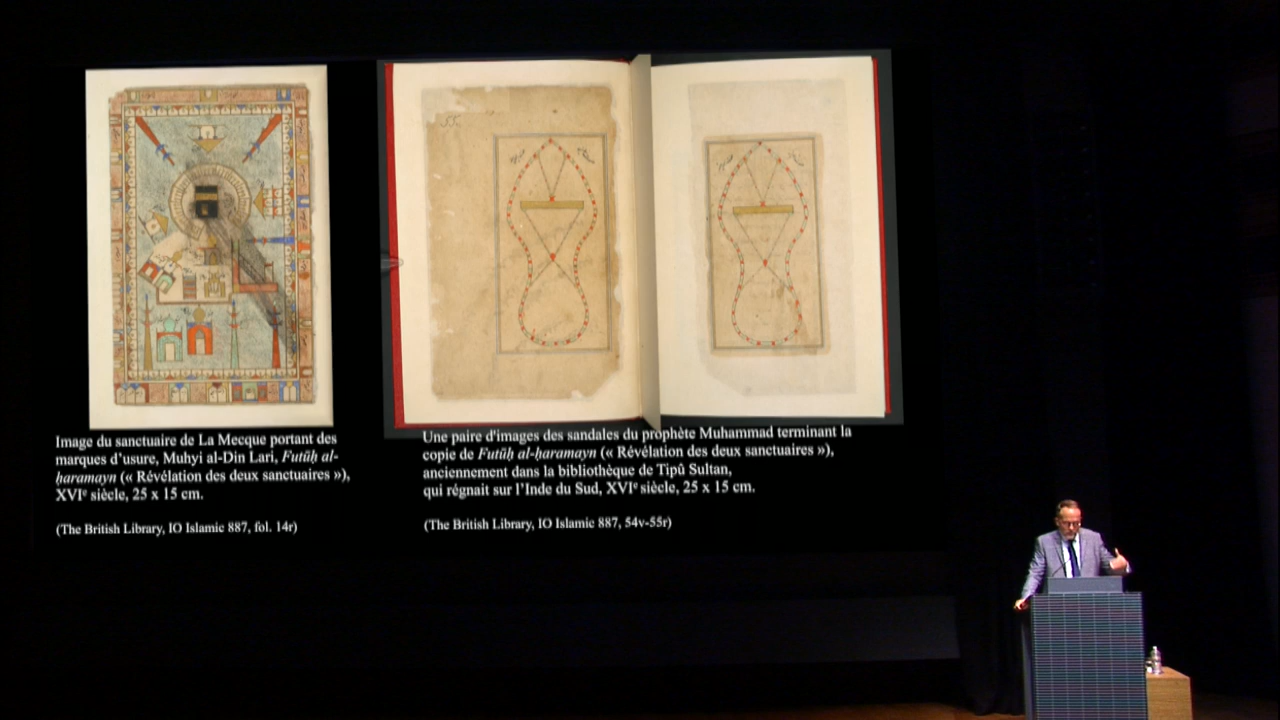 Image du sanctuaire de La Mecque portant des
marques d'usure, Muhyi al-Din Lari, Futūḥ al-
ḥaramayn (« Révélation des deux sanctuaires »),
XVIᵉ siècle, 25 x 15 cm.
(The British Library, IO Islamic 887, fol. 14r)
Une paire d'images des sandales du prophète Muhammad terminant la
copie de Futūḥ al-ḥaramayn (« Révélation des deux sanctuaires »),
anciennement dans la bibliothèque de Tipû Sultan,
qui régnait sur l'Inde du Sud, XVIᵉ siècle, 25 x 15 cm.
(The British Library, IO Islamic 887, 54v-55r)